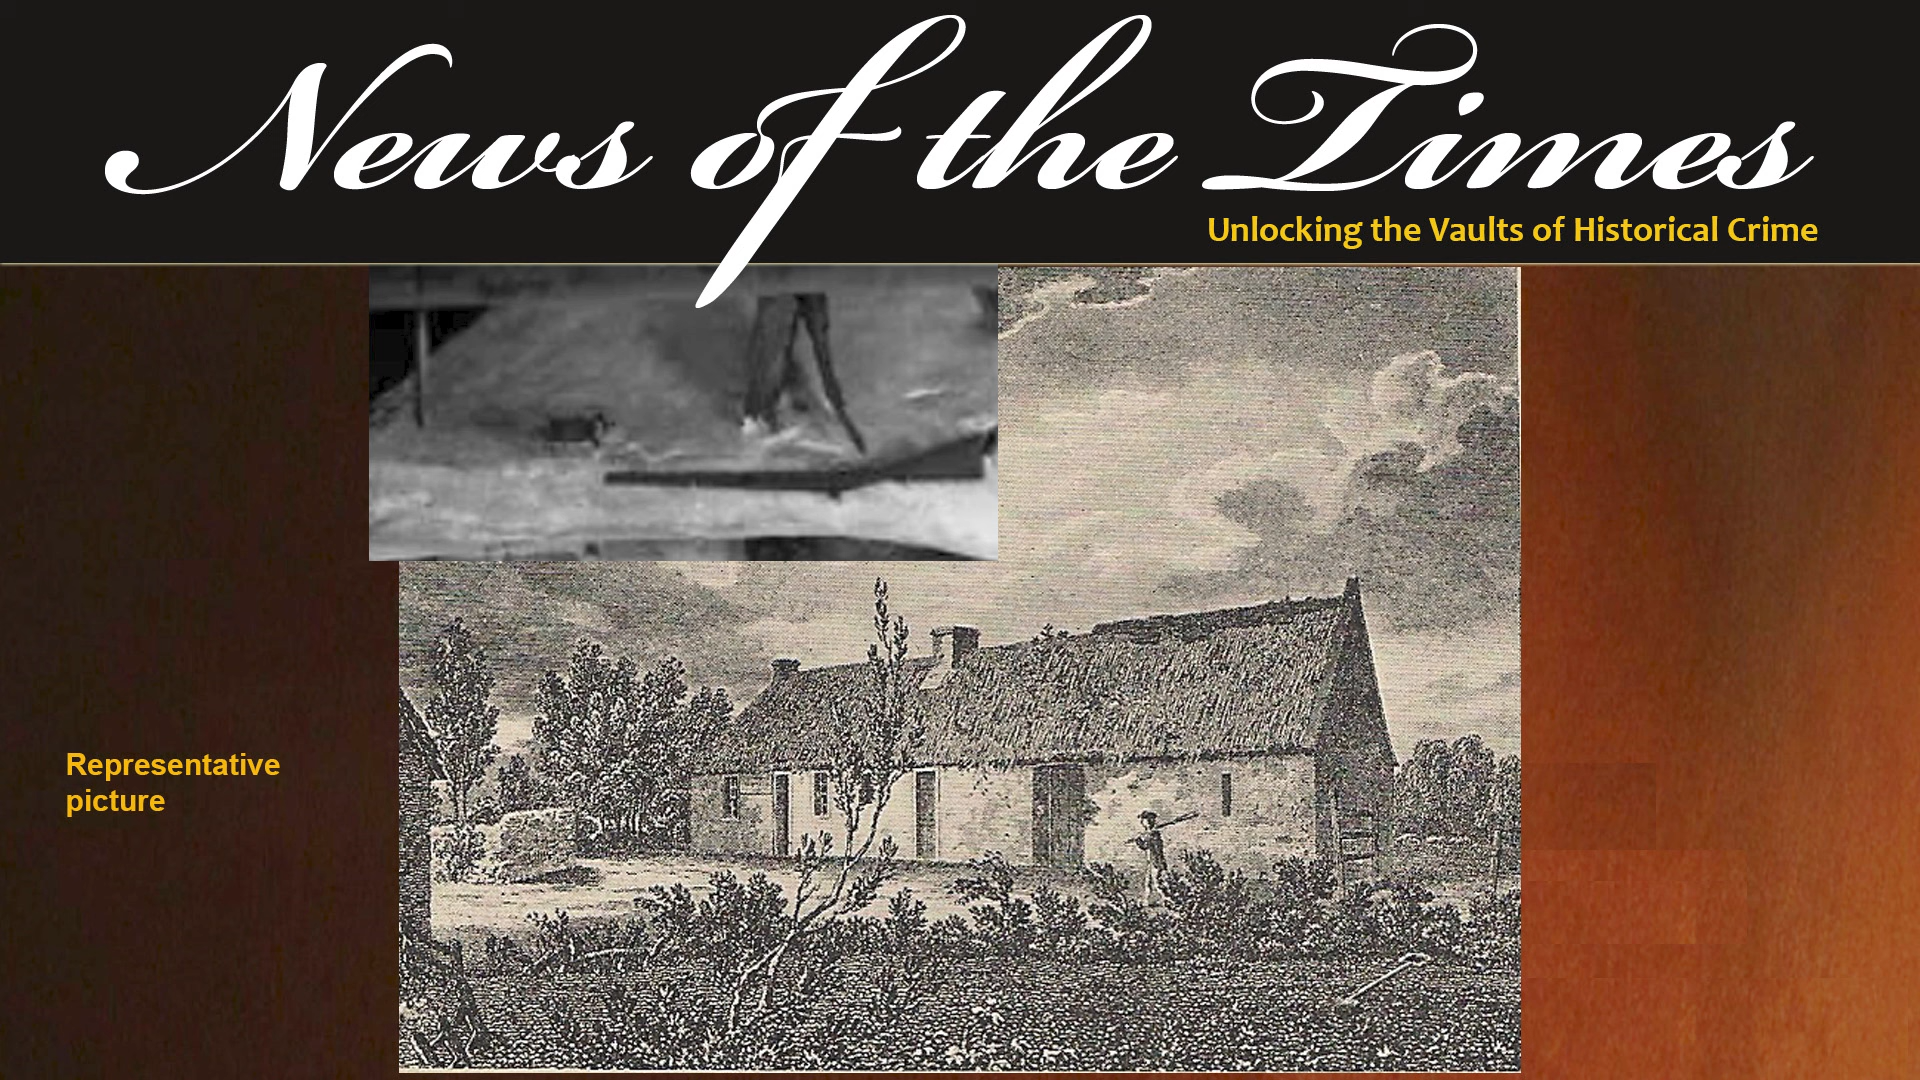 News of the Times
Unlocking the Vaults of Historical Crime
Representative
picture